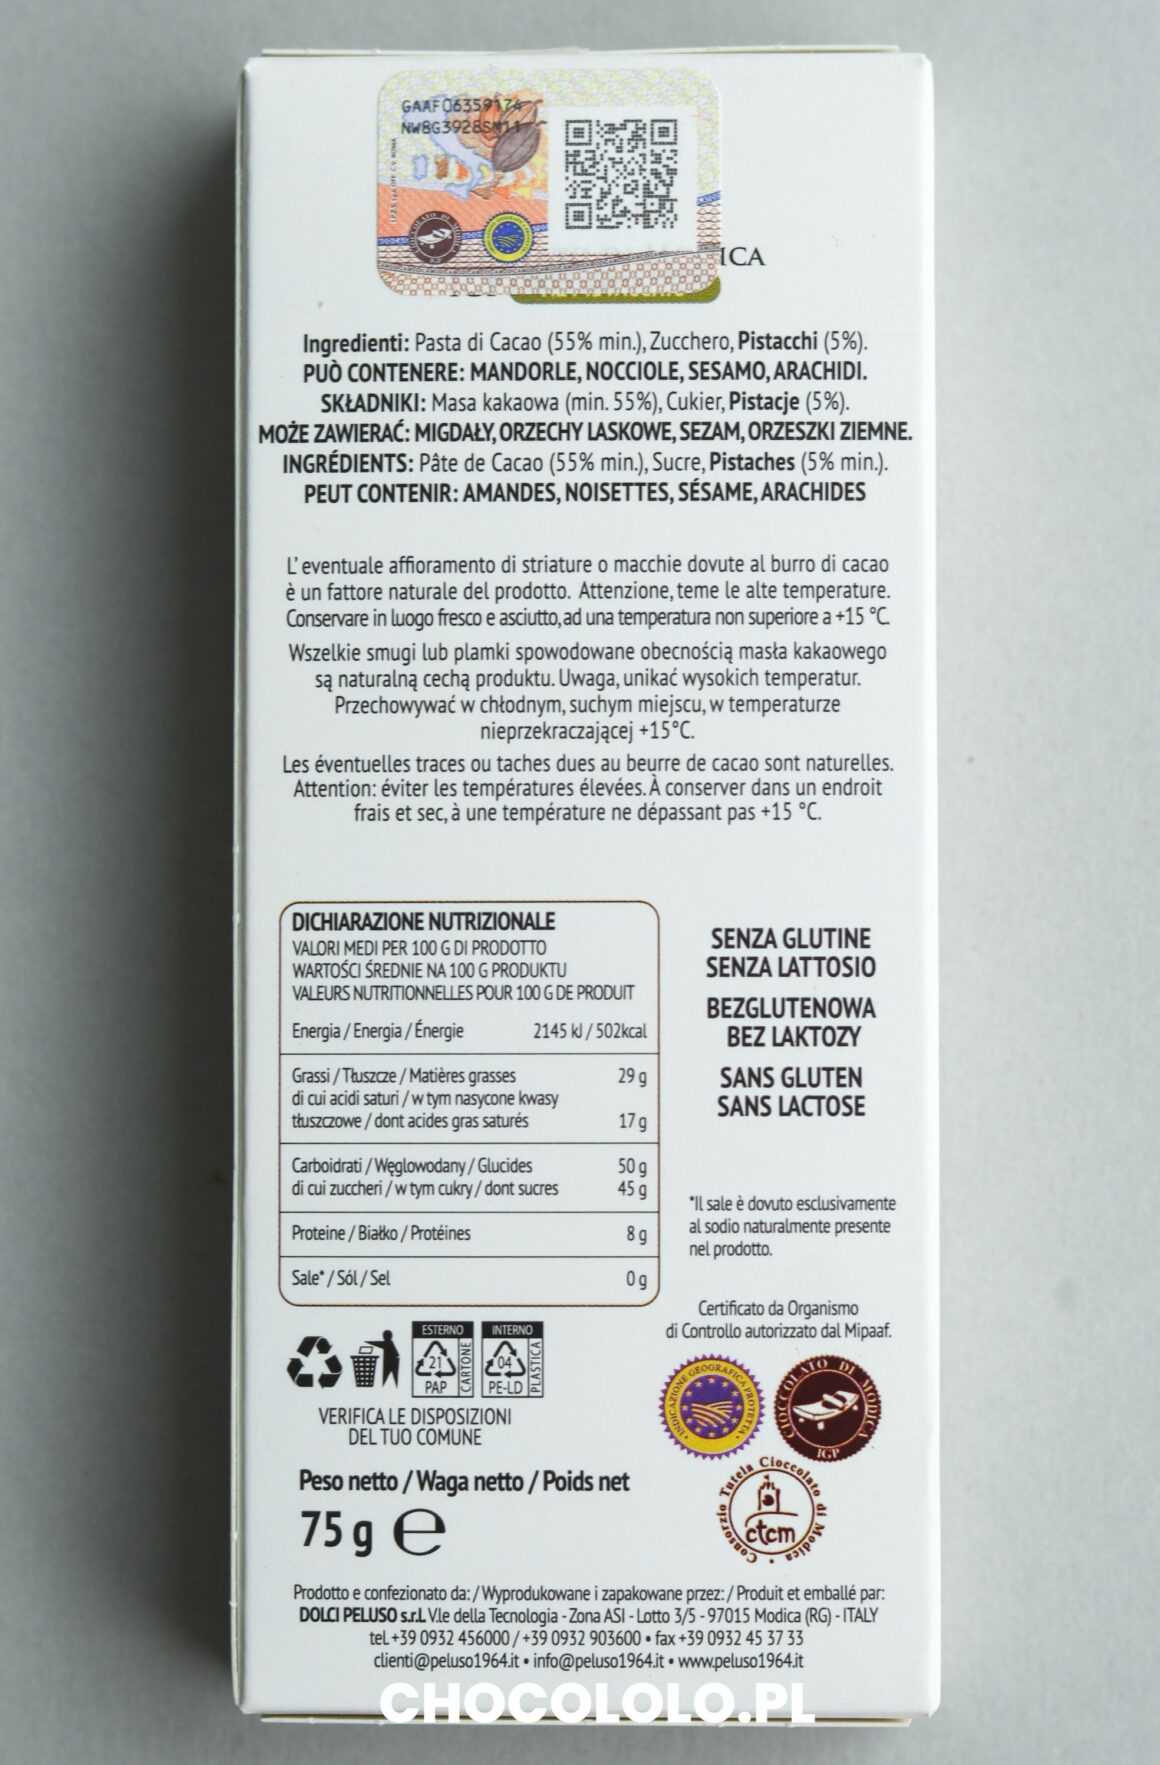 GAAF06359174
NW8G3928SM11
ICA
Ingredienti: Pasta di Cacao (55% min.), Zucchero, Pistacchi (5%).
PUÒ CONTENERE: MANDORLE, NOCCIOLE, SESAMO, ARACHIDI.
SKŁADNIKI: Masa kakaowa (min. 55%), Cukier, Pistacje (5%).
MOŻE ZAWIERAĆ: MIGDAŁY, ORZECHY LASKOWE, SEZAM, ORZESZKI ZIEMNE.
INGRÉDIENTS: Pâte de Cacao (55% min.), Sucre, Pistaches (5% min.).
PEUT CONTENIR: AMANDES, NOISETTES, SÉSAME, ARACHIDES
L' eventuale affioramento di striature o macchie dovute al burro di cacao
è un fattore naturale del prodotto. Attenzione, teme le alte temperature.
Conservare in luogo fresco e asciutto, ad una temperatura non superiore a +15 °C.
Wszelkie smugi lub plamki spowodowane obecnością masła kakaowego
są naturalną cechą produktu. Uwaga, unikać wysokich temperatur.
Przechowywać w chłodnym, suchym miejscu, w temperaturze
nieprzekraczającej +15°C.
Les éventuelles traces ou taches dues au beurre de cacao sont naturelles.
Attention: éviter les températures élevées. À conserver dans un endroit
frais et sec, à une température ne dépassant pas +15 °C.
DICHIARAZIONE NUTRIZIONALE
VALORI MEDI PER 100 G DI PRODOTTO
WARTOŚCI ŚREDNIE NA 100 G PRODUKTU
VALEURS NUTRITIONNELLES POUR 100 G DE PRODUIT
Energia / Energia / Énergie 2145 kJ / 502kcal
Grassi / Tłuszcze / Matières grasses 29 g
di cui acidi saturi / w tym nasycone kwasy
tłuszczowe / dont acides gras saturés 17 g
Carboidrati / Węglowodany / Glucides 50 g
di cui zuccheri / w tym cukry / dont sucres 45 g
Proteine / Białko / Protéines 8 g
Sale* / Sól / Sel 0 g
SENZA GLUTINE
SENZA LATTOSIO
BEZGLUTENOWA
BEZ LAKTOZY
SANS GLUTEN
SANS LACTOSE
*Il sale è dovuto esclusivamente
al sodio naturalmente presente
nel prodotto.
Certificato da Organismo
di Controllo autorizzato dal Mipaaf.
INDICAZIONE GEOGRAFICA PROTETTA
CIOCCOLATO DI MODICA
IGP
Consorzio Tutela Cioccolato di Modica
ctcm
ESTERNO
21
PAP
CARTONE
INTERNO
04
PE-LD
PLASTICA
VERIFICA LE DISPOSIZIONI
DEL TUO COMUNE
Peso netto / Waga netto / Poids net
75 g e
Prodotto e confezionato da: / Wyprodukowane i zapakowane przez: / Produit et emballé par:
DOLCI PELUSO s.r.l. V.le della Tecnologia - Zona ASI - Lotto 3/5 - 97015 Modica (RG) - ITALY
tel. +39 0932 456000 / +39 0932 903600 • fax +39 0932 45 37 33
clienti@peluso1964.it • info@peluso1964.it • www.peluso1964.it
CHOCOLOLO.PL